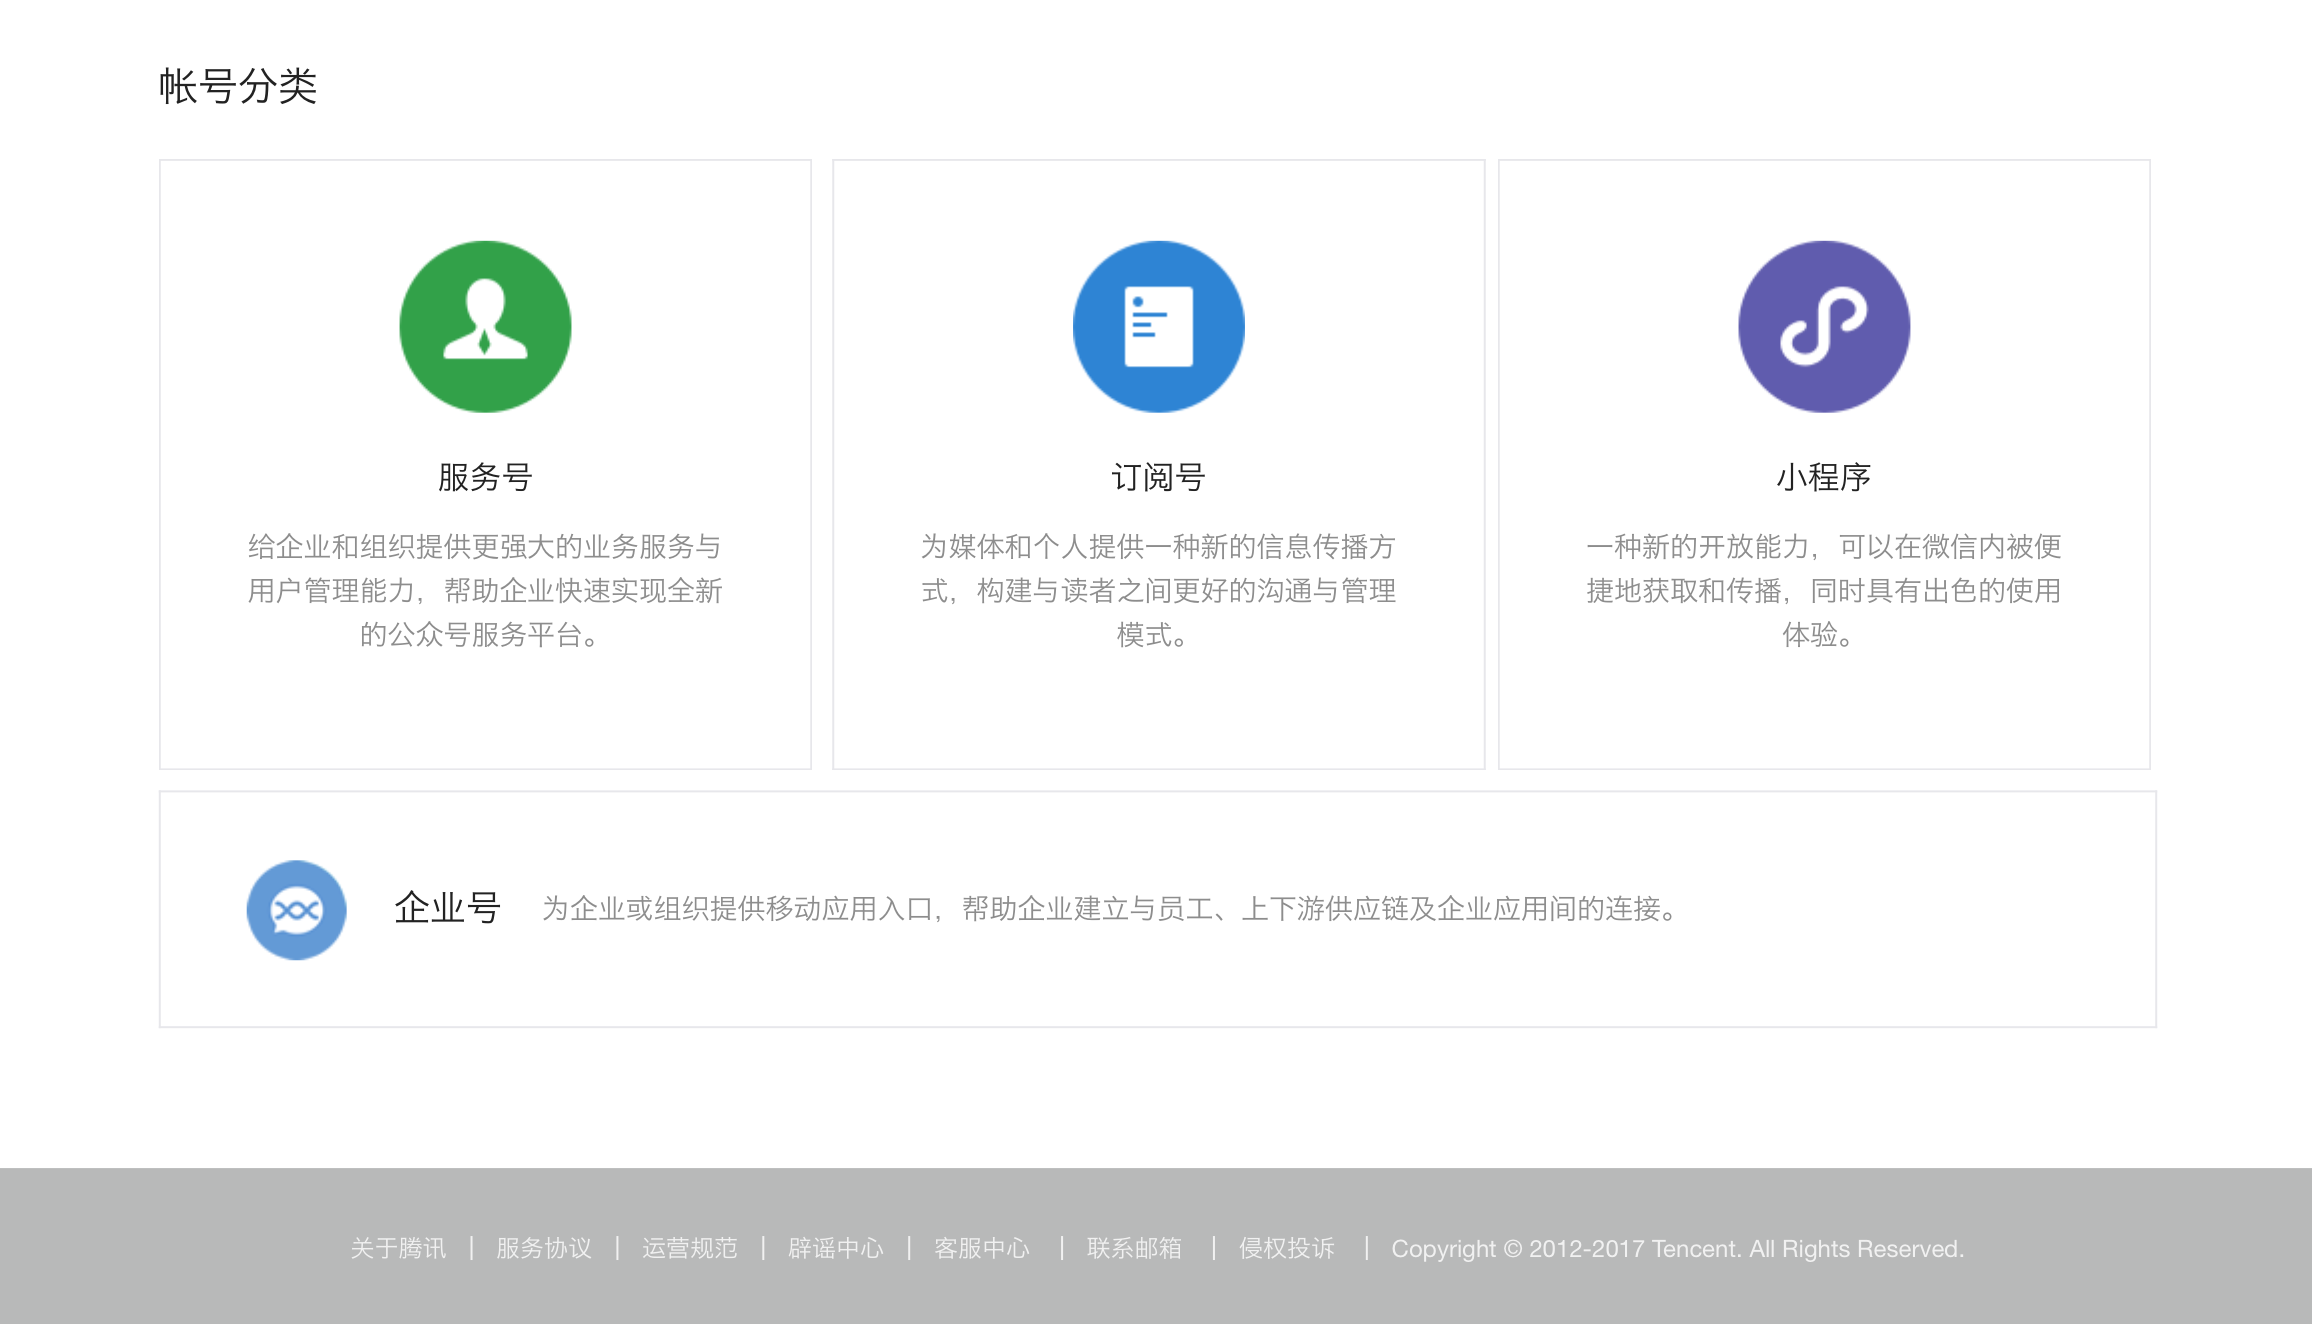 帐号分类
服务号
给企业和组织提供更强大的业务服务与
用户管理能力，帮助企业快速实现全新
的公众号服务平台。
订阅号
为媒体和个人提供一种新的信息传播方
式，构建与读者之间更好的沟通与管理
模式。
小程序
一种新的开放能力，可以在微信内被便
捷地获取和传播，同时具有出色的使用
体验。
企业号 为企业或组织提供移动应用入口，帮助企业建立与员工、上下游供应链及企业应用间的连接。
关于腾讯 | 服务协议 | 运营规范 | 辟谣中心 | 客服中心 | 联系邮箱 | 侵权投诉 | Copyright © 2012-2017 Tencent. All Rights Reserved.